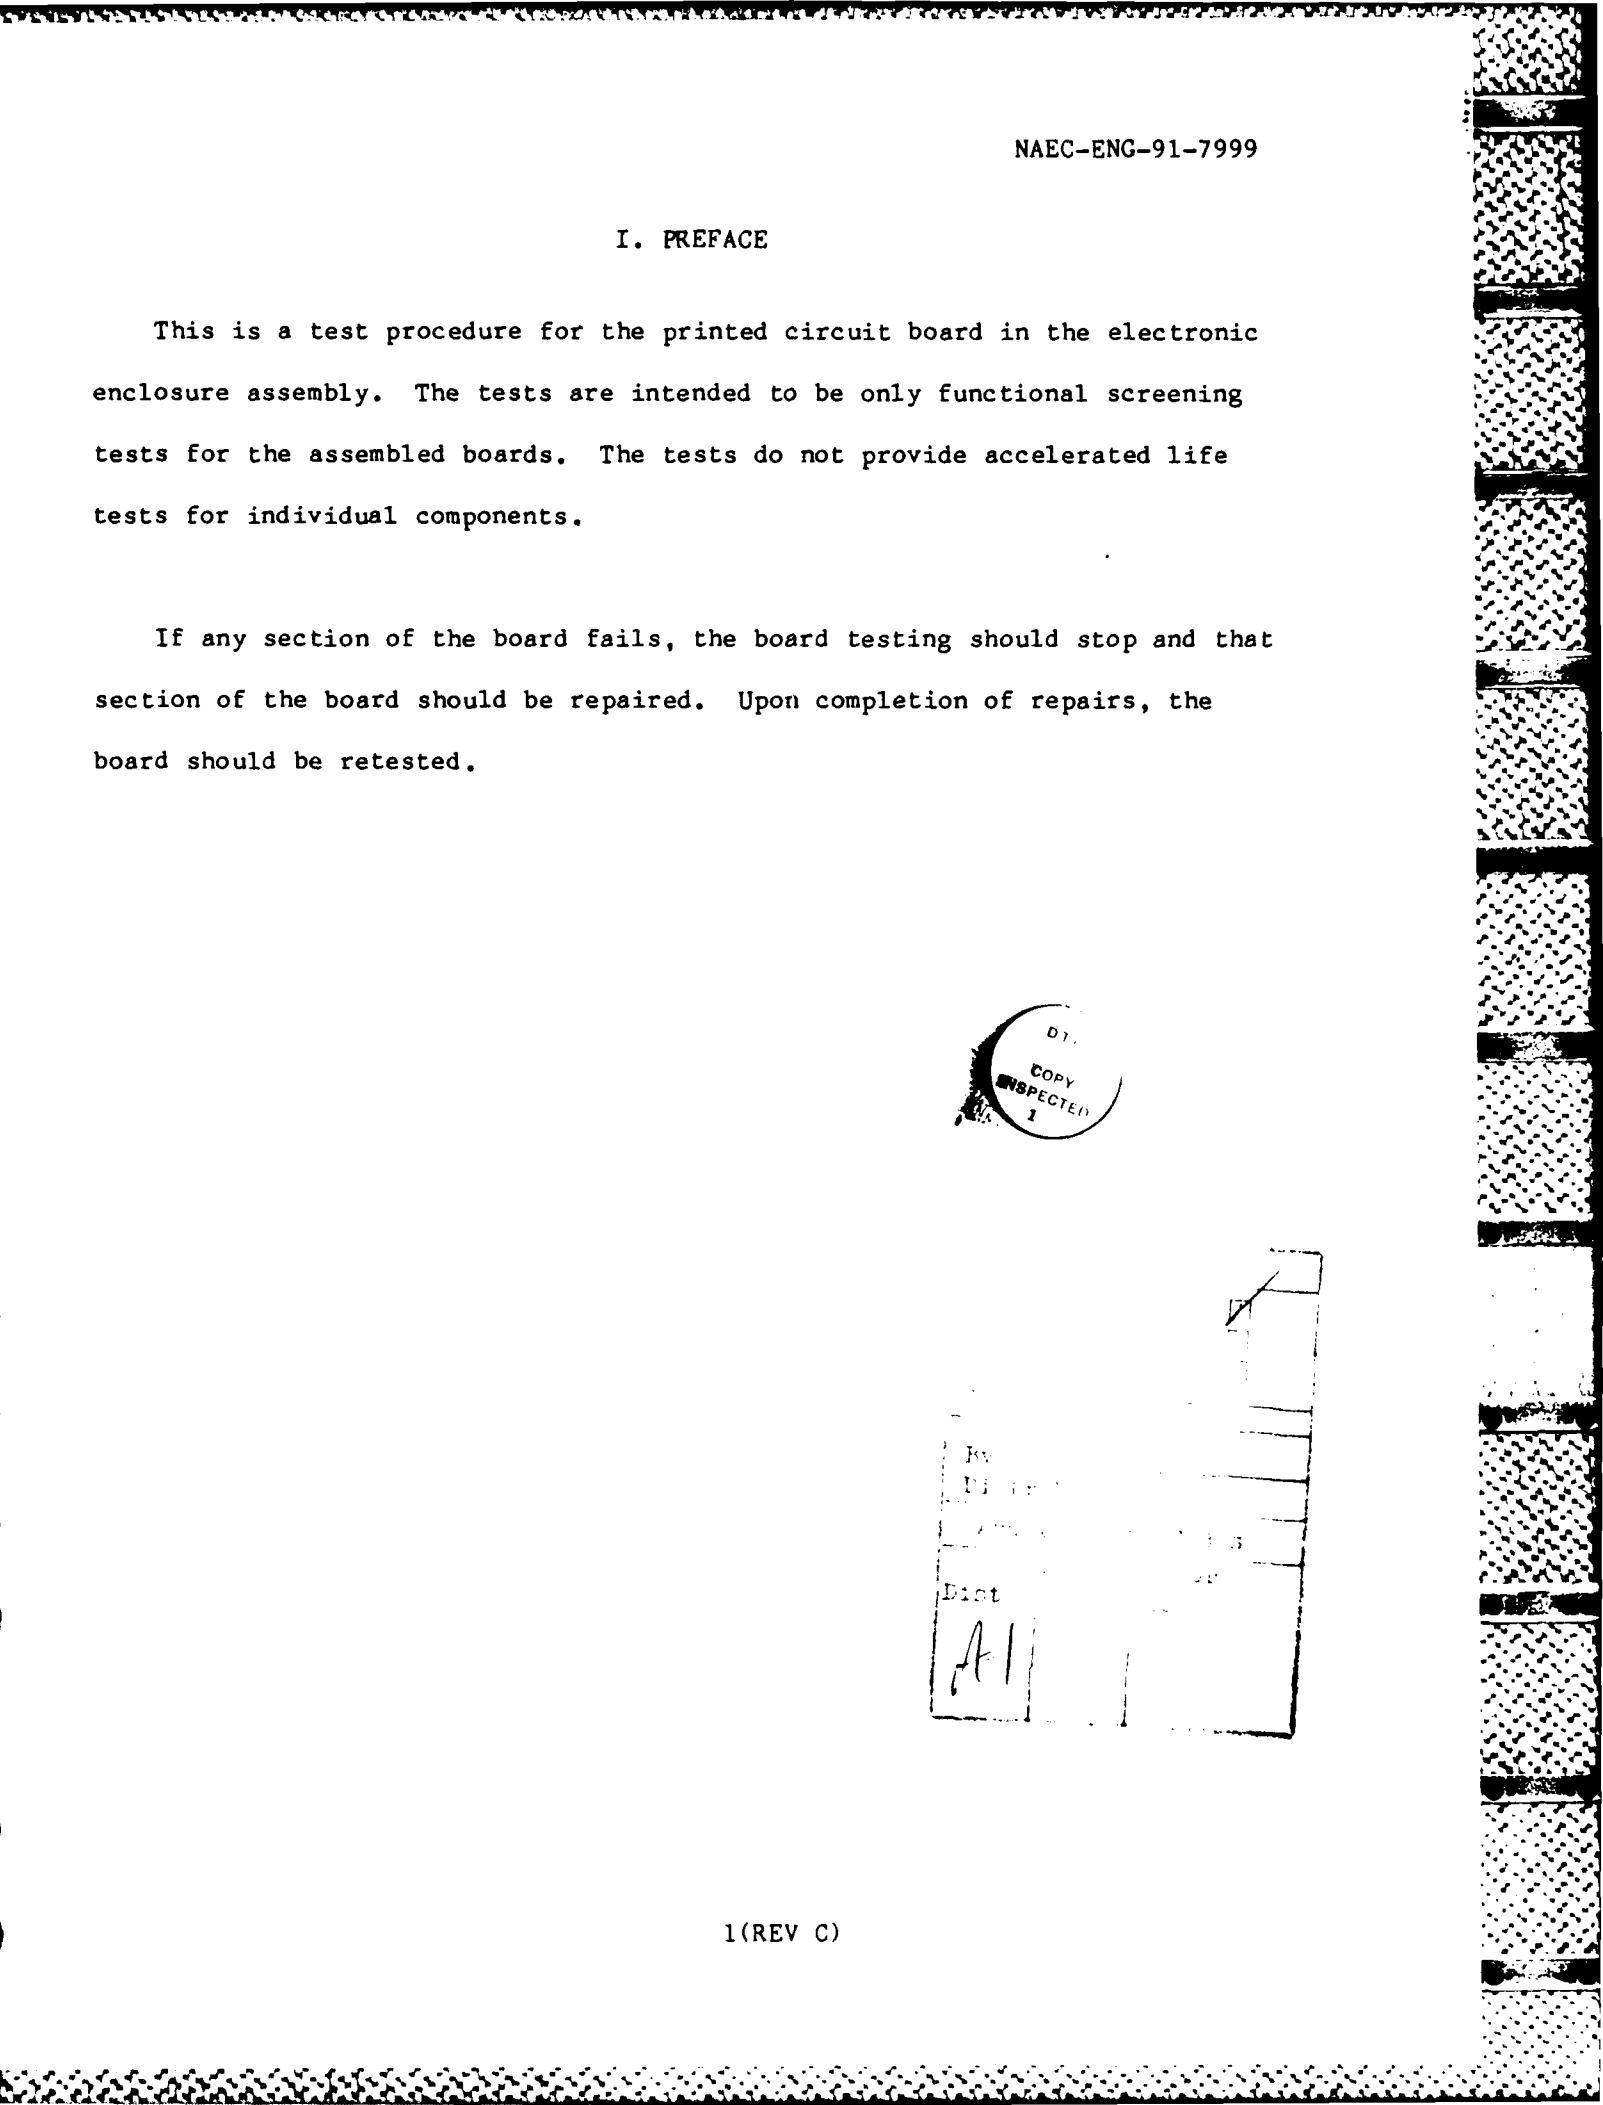 NAEC-ENG-91-7999
I. PREFACE
This is a test procedure for the printed circuit board in the electronic
enclosure assembly. The tests are intended to be only functional screening
tests for the assembled boards. The tests do not provide accelerated life
tests for individual components.
If any section of the board fails, the board testing should stop and that
section of the board should be repaired. Upon completion of repairs, the
board should be retested.
COPY
INSPECTED
1
By
Dist
A1
1(REV C)